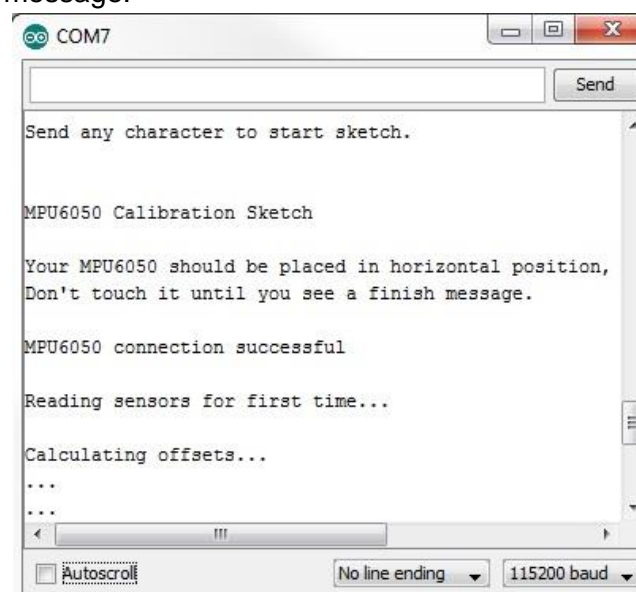 message.
COM7
Send
Send any character to start sketch.
MPU6050 Calibration Sketch
Your MPU6050 should be placed in horizontal position,
Don't touch it until you see a finish message.
MPU6050 connection successful
Reading sensors for first time...
Calculating offsets...
...
...
Autoscroll
No line ending
115200 baud